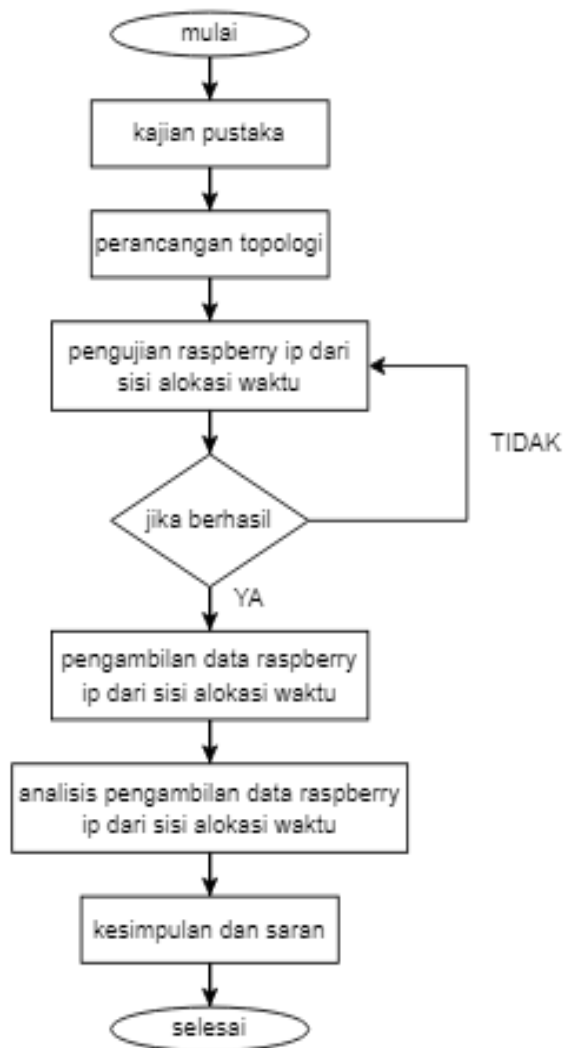 mulai
kajian pustaka
perancangan topologi
pengujian raspberry ip dari
sisi alokasi waktu
TIDAK
jika berhasil
YA
pengambilan data raspberry
ip dari sisi alokasi waktu
analisis pengambilan data raspberry
ip dari sisi alokasi waktu
kesimpulan dan saran
selesai